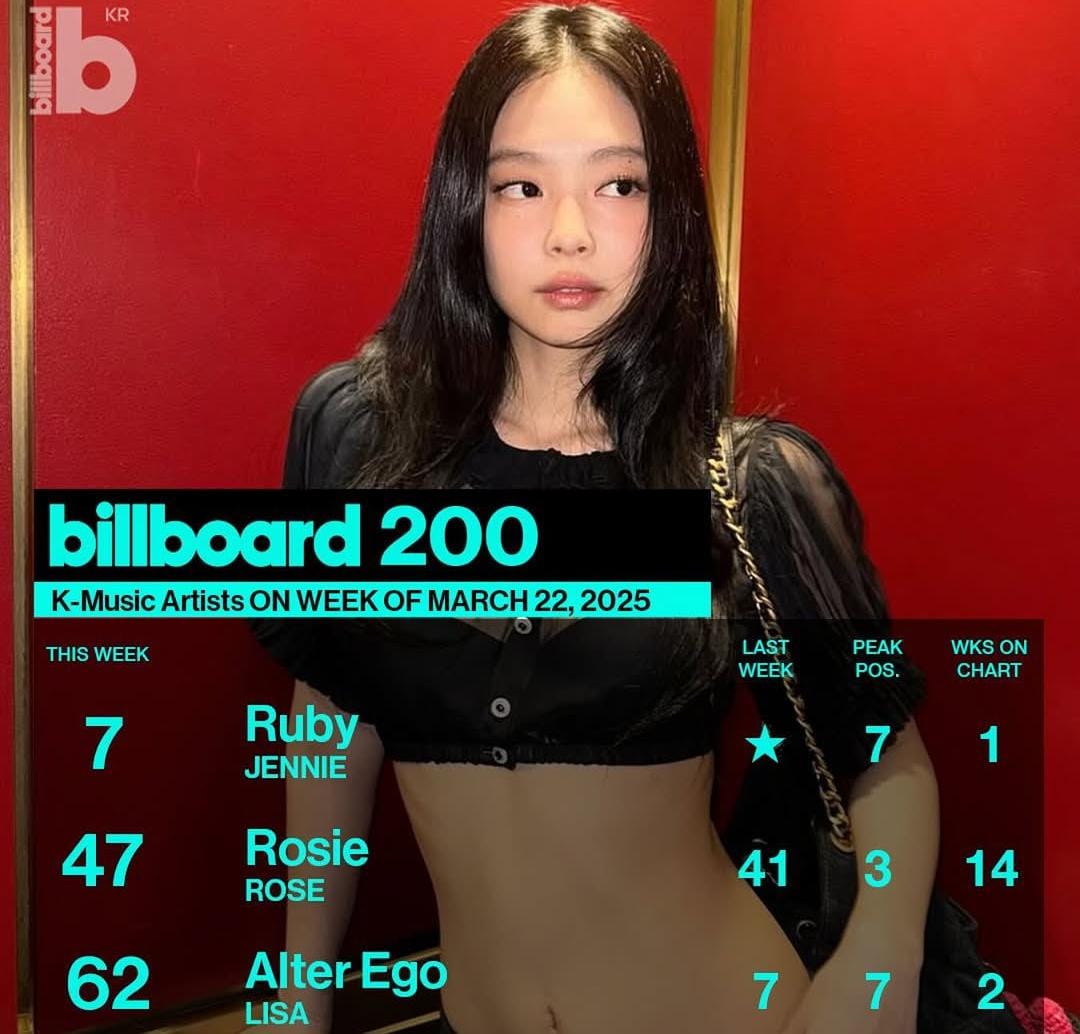 billboard
b
KR
billboard 200
K-Music Artists ON WEEK OF MARCH 22, 2025
THIS WEEK
LAST WEEK
PEAK POS.
WKS ON CHART
7 Ruby ★ 7 1
JENNIE
47 Rosie 41 3 14
ROSE
62 Alter Ego 7 7 2
LISA